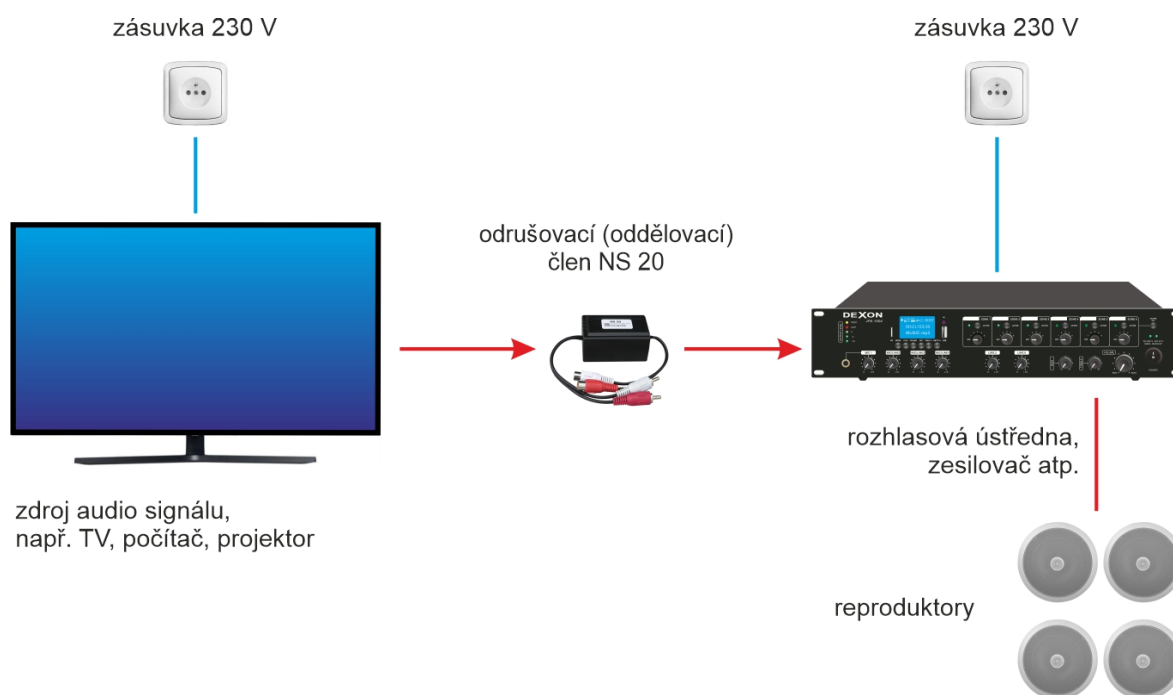 zásuvka 230 V
zásuvka 230 V
odrušovací (oddělovací)
člen NS 20
DEXON
rozhlasová ústředna,
zesilovač atp.
zdroj audio signálu,
např. TV, počítač, projektor
reproduktory